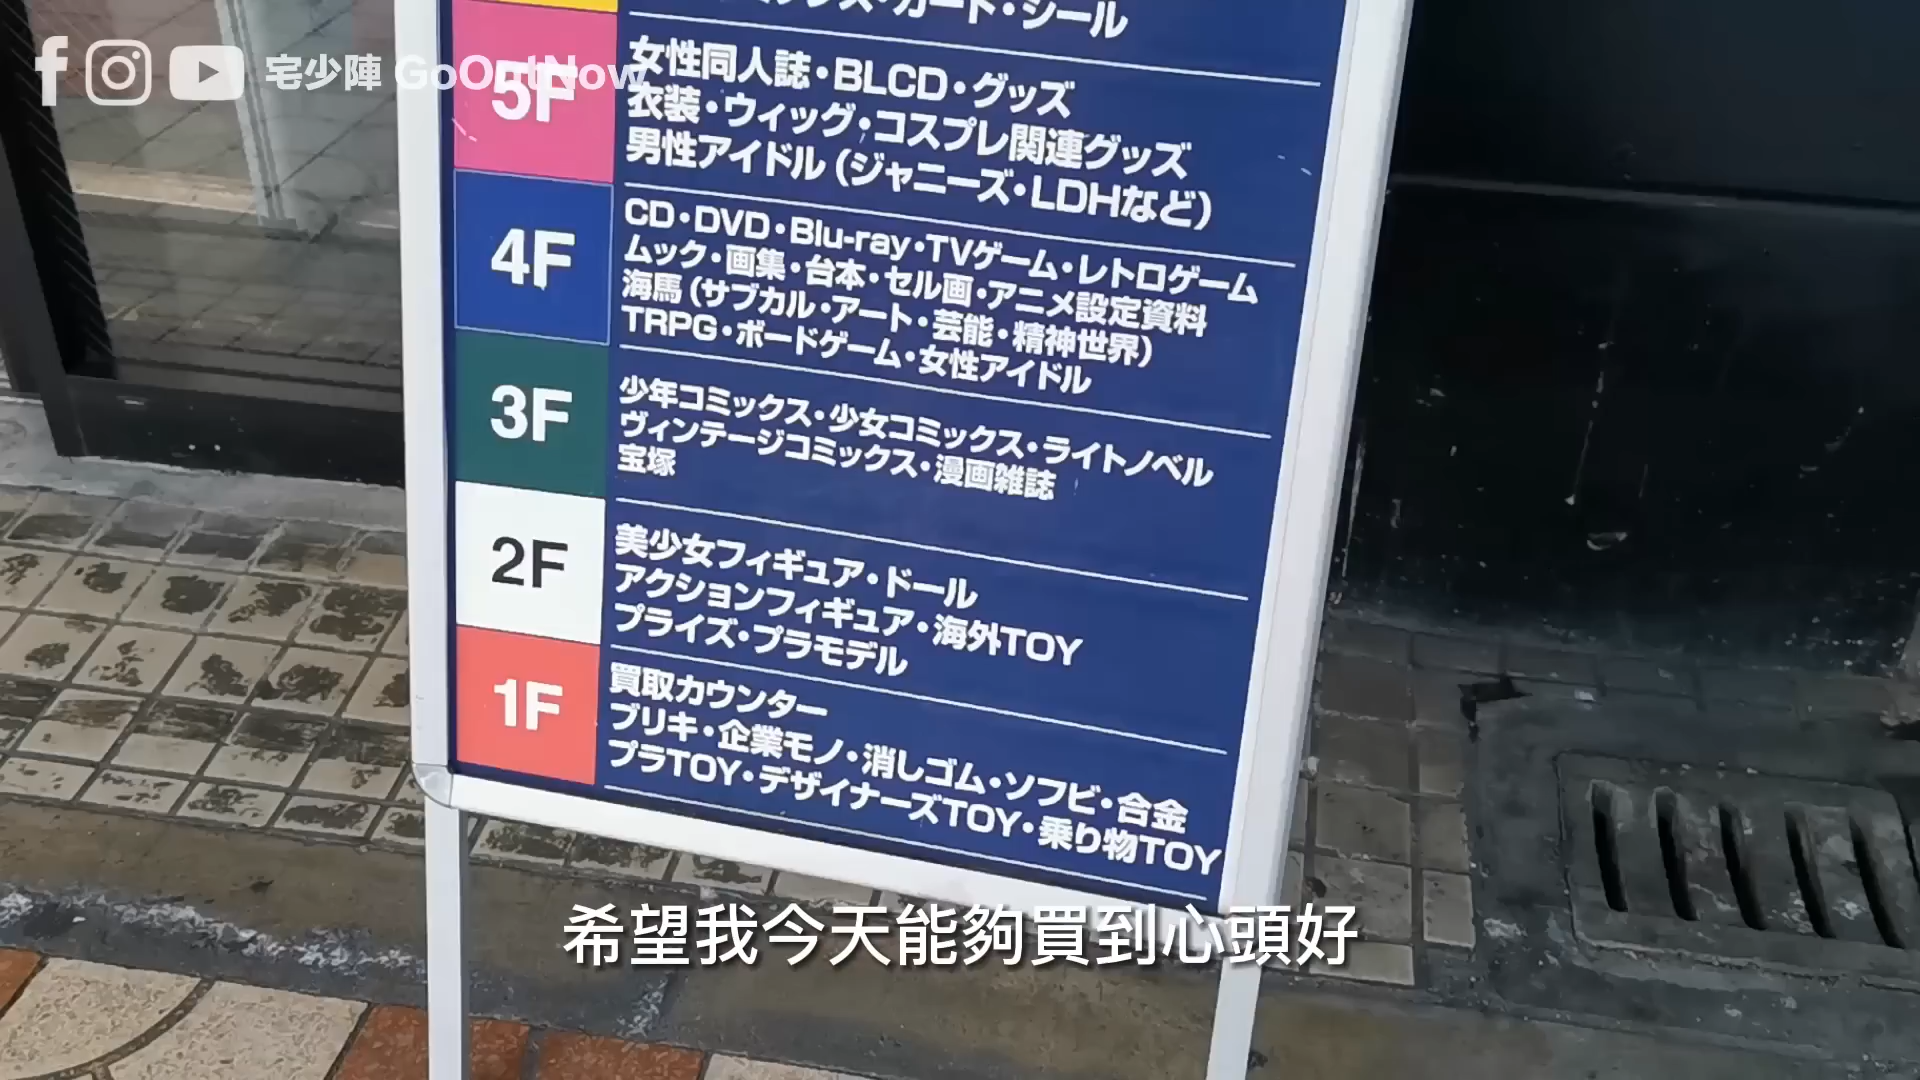 宅少陣 GoOutNow
ード・シール
5F
女性同人誌・BLCD・グッズ
衣装・ウィッグ・コスプレ関連グッズ
男性アイドル（ジャニーズ・LDHなど）
4F
CD・DVD・Blu-ray・TVゲーム・レトロゲーム
ムック・画集・台本・セル画・アニメ設定資料
海馬（サブカル・アート・芸能・精神世界）
TRPG・ボードゲーム・女性アイドル
3F
少年コミックス・少女コミックス・ライトノベル
ヴィンテージコミックス・漫画雑誌
宝塚
2F
美少女フィギュア・ドール
アクションフィギュア・海外TOY
プライズ・プラモデル
1F
買取カウンター
ブリキ・企業モノ・消しゴム・ソフビ・合金
プラTOY・デザイナーズTOY・乗り物TOY
希望我今天能夠買到心頭好